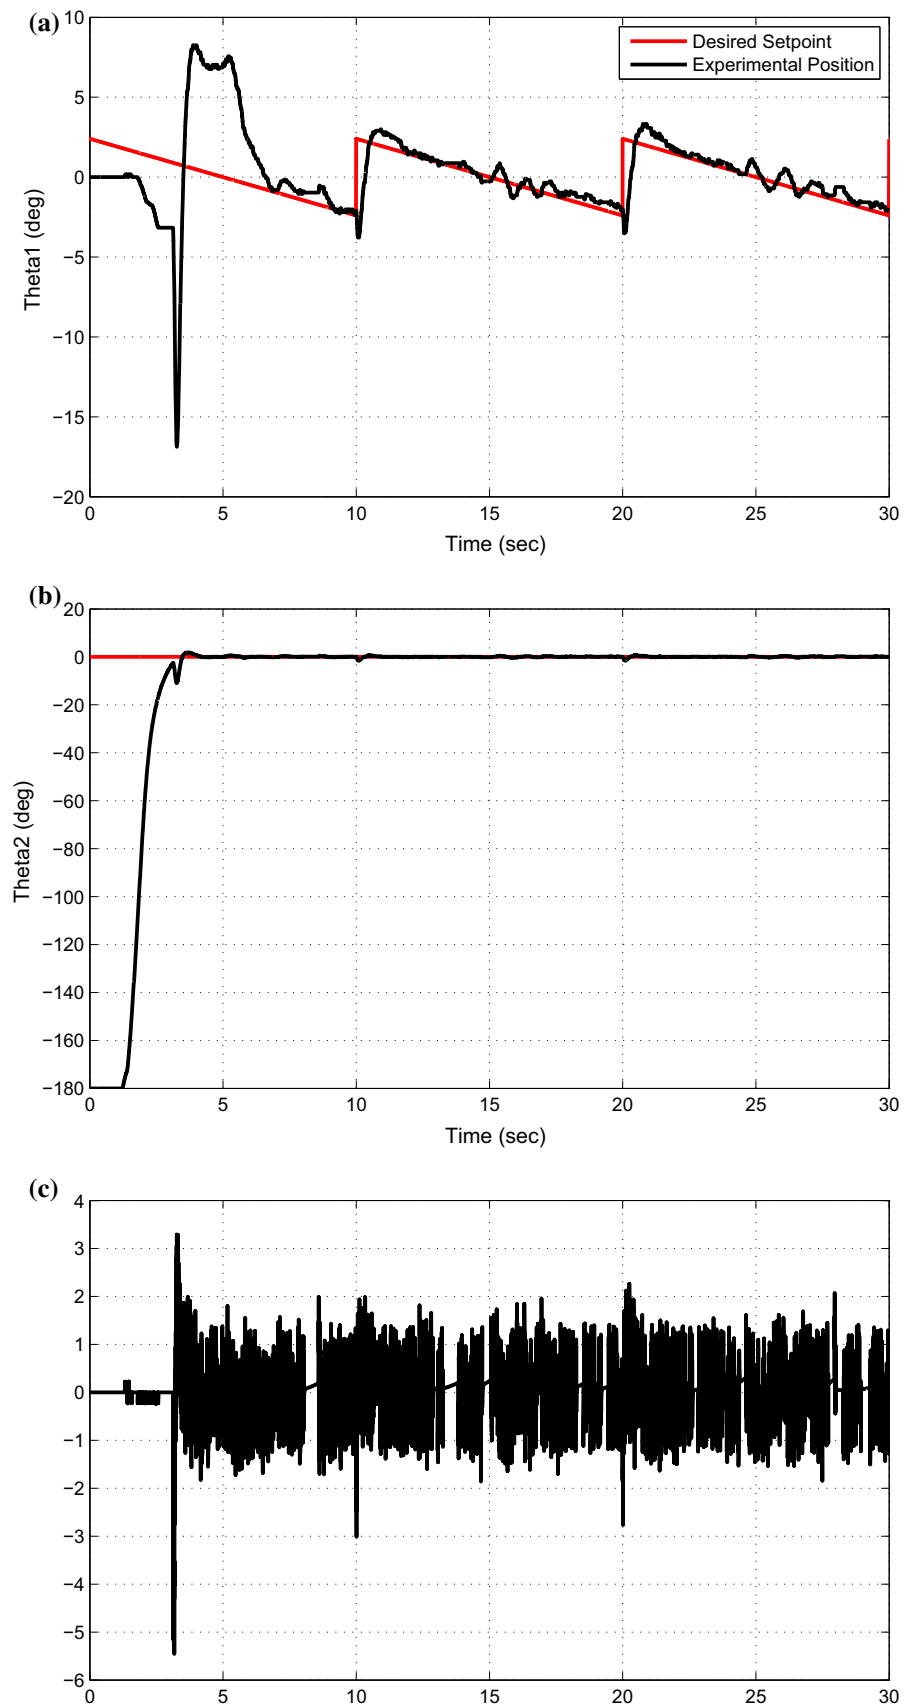 (a)
10
5
0
−5
−10
−15
−20
Theta1 (deg)
Desired Setpoint
Experimental Position
0 5 10 15 20 25 30
Time (sec)
(b)
20
0
−20
−40
−60
−80
−100
−120
−140
−160
−180
Theta2 (deg)
0 5 10 15 20 25 30
Time (sec)
(c)
4
3
2
1
0
−1
−2
−3
−4
−5
−6
0 5 10 15 20 25 30